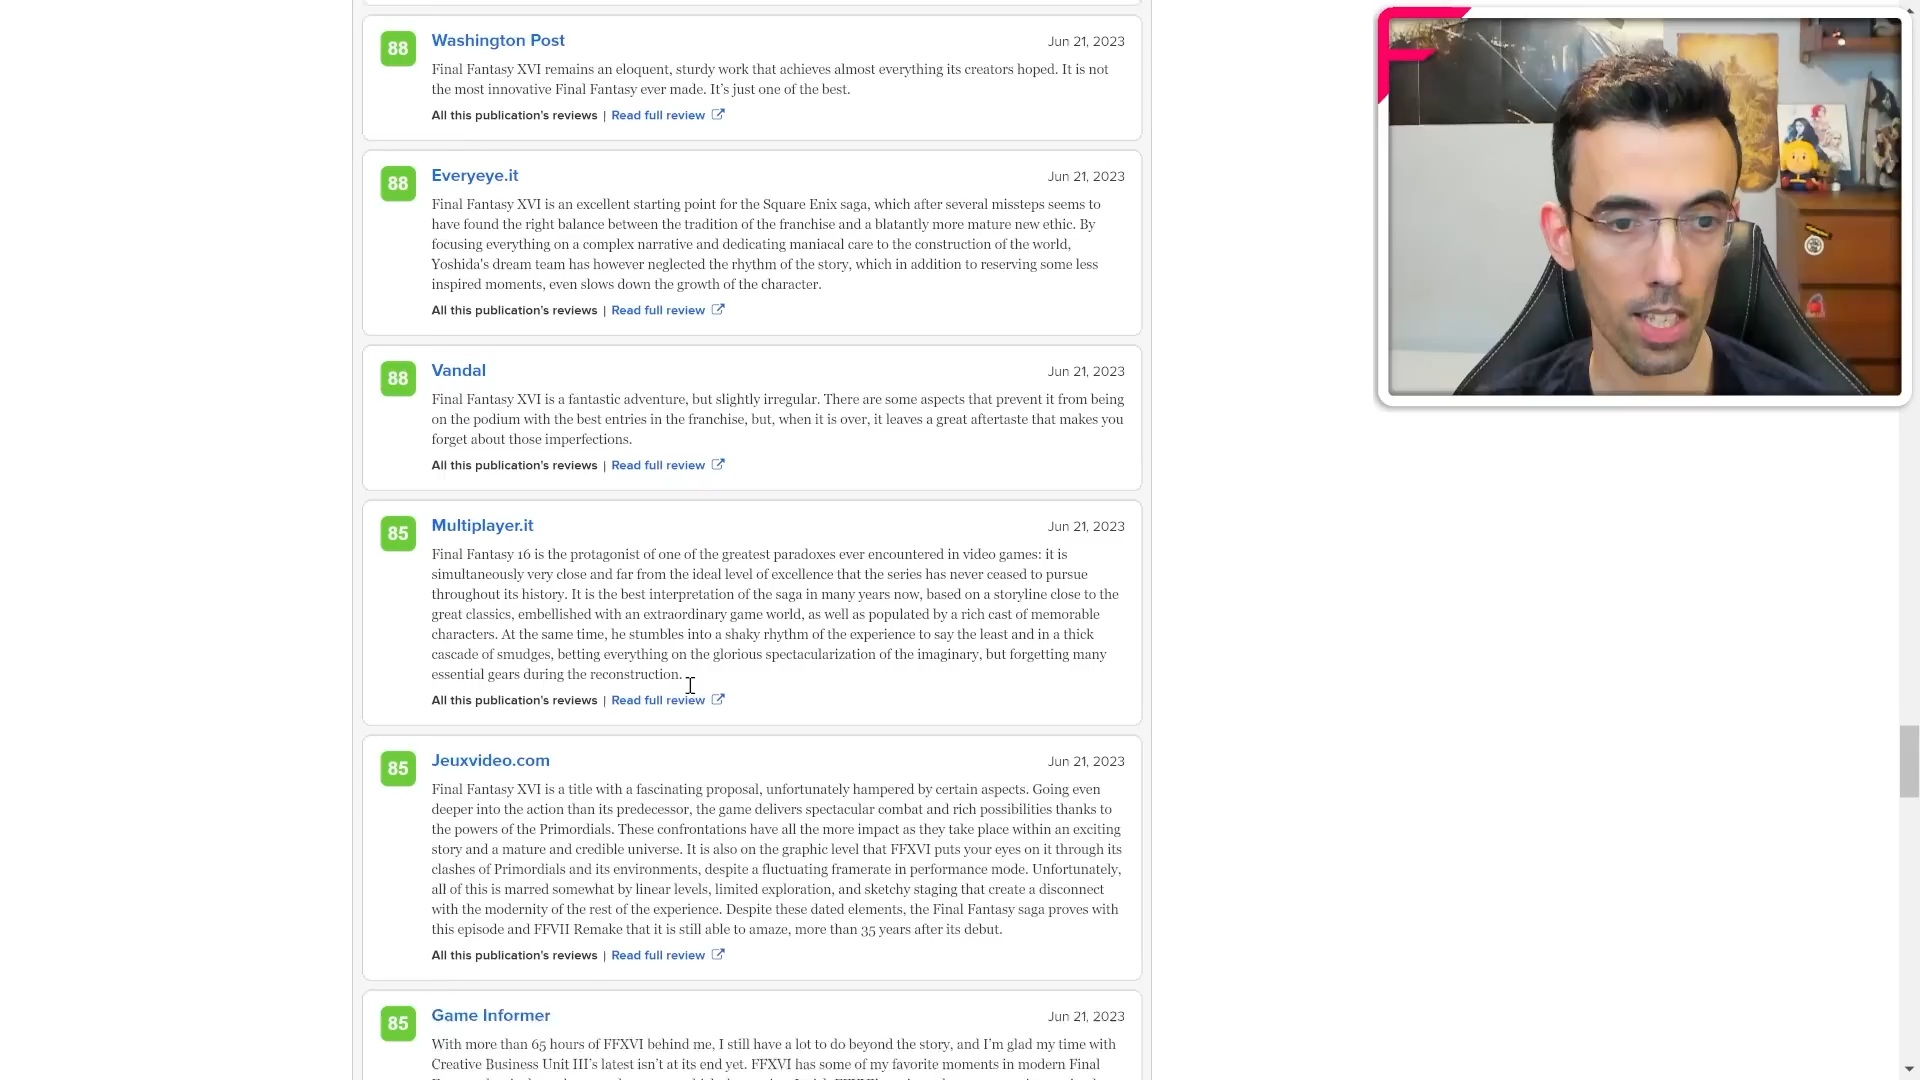 88
Washington Post
Jun 21, 2023
Final Fantasy XVI remains an eloquent, sturdy work that achieves almost everything its creators hoped. It is not
the most innovative Final Fantasy ever made. It’s just one of the best.
All this publication's reviews | Read full review
88
Everyeye.it
Jun 21, 2023
Final Fantasy XVI is an excellent starting point for the Square Enix saga, which after several missteps seems to
have found the right balance between the tradition of the franchise and a blatantly more mature new ethic. By
focusing everything on a complex narrative and dedicating maniacal care to the construction of the world,
Yoshida's dream team has however neglected the rhythm of the story, which in addition to reserving some less
inspired moments, even slows down the growth of the character.
All this publication's reviews | Read full review
88
Vandal
Jun 21, 2023
Final Fantasy XVI is a fantastic adventure, but slightly irregular. There are some aspects that prevent it from being
on the podium with the best entries in the franchise, but, when it is over, it leaves a great aftertaste that makes you
forget about those imperfections.
All this publication's reviews | Read full review
85
Multiplayer.it
Jun 21, 2023
Final Fantasy 16 is the protagonist of one of the greatest paradoxes ever encountered in video games: it is
simultaneously very close and far from the ideal level of excellence that the series has never ceased to pursue
throughout its history. It is the best interpretation of the saga in many years now, based on a storyline close to the
great classics, embellished with an extraordinary game world, as well as populated by a rich cast of memorable
characters. At the same time, he stumbles into a shaky rhythm of the experience to say the least and in a thick
cascade of smudges, betting everything on the glorious spectacularization of the imaginary, but forgetting many
essential gears during the reconstruction.
All this publication's reviews | Read full review
85
Jeuxvideo.com
Jun 21, 2023
Final Fantasy XVI is a title with a fascinating proposal, unfortunately hampered by certain aspects. Going even
deeper into the action than its predecessor, the game delivers spectacular combat and rich possibilities thanks to
the powers of the Primordials. These confrontations have all the more impact as they take place within an exciting
story and a mature and credible universe. It is also on the graphic level that FFXVI puts your eyes on it through its
clashes of Primordials and its environments, despite a fluctuating framerate in performance mode. Unfortunately,
all of this is marred somewhat by linear levels, limited exploration, and sketchy staging that create a disconnect
with the modernity of the rest of the experience. Despite these dated elements, the Final Fantasy saga proves with
this episode and FFVII Remake that it is still able to amaze, more than 35 years after its debut.
All this publication's reviews | Read full review
85
Game Informer
Jun 21, 2023
With more than 65 hours of FFXVI behind me, I still have a lot to do beyond the story, and I’m glad my time with
Creative Business Unit III’s latest isn’t at its end yet. FFXVI has some of my favorite moments in modern Final